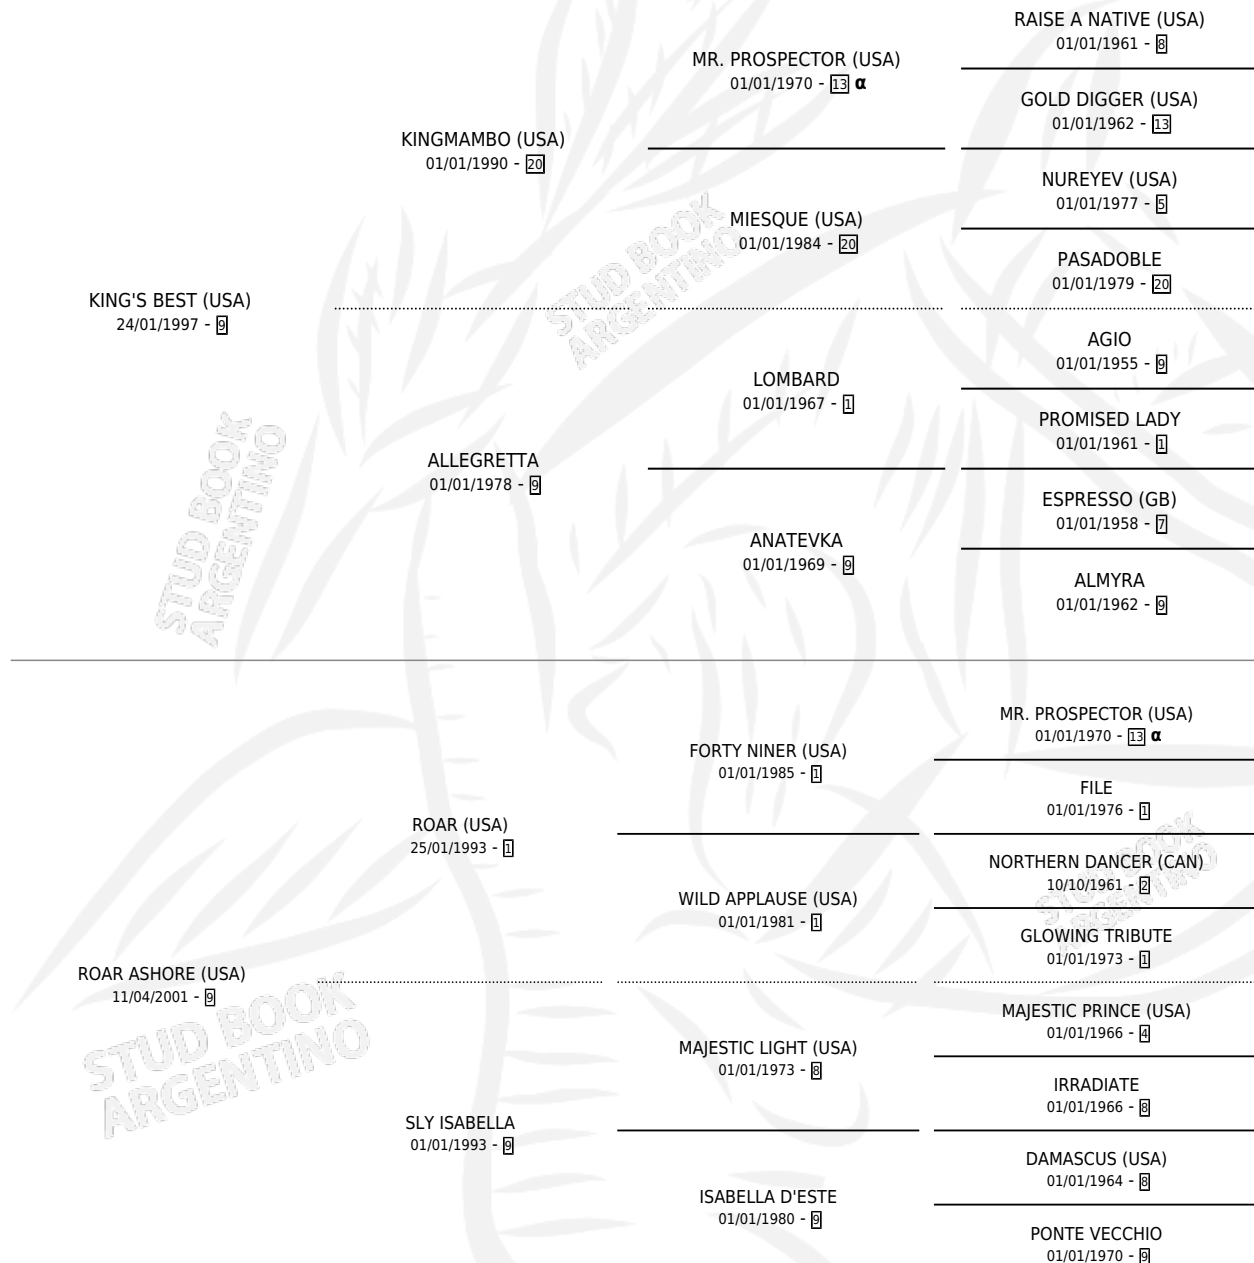 RAISE A NATIVE (USA)
01/01/1961 - 8
MR. PROSPECTOR (USA)
01/01/1970 - 13 α
GOLD DIGGER (USA)
01/01/1962 - 13
KINGMAMBO (USA)
01/01/1990 - 20
NUREYEV (USA)
01/01/1977 - 5
MIESQUE (USA)
01/01/1984 - 20
PASADOBLE
01/01/1979 - 20
KING'S BEST (USA)
24/01/1997 - 9
STUD BOOK
ARGENTINO
AGIO
01/01/1955 - 9
LOMBARD
01/01/1967 - 1
PROMISED LADY
01/01/1961 - 1
ALLEGRETTA
01/01/1978 - 9
STUD BOOK
ARGENTINO
ESPRESSO (GB)
01/01/1958 - 7
ANATEVKA
01/01/1969 - 9
ALMYRA
01/01/1962 - 9
MR. PROSPECTOR (USA)
01/01/1970 - 13 α
FORTY NINER (USA)
01/01/1985 - 1
FILE
01/01/1976 - 1
ROAR (USA)
25/01/1993 - 1
STUD BOOK
ARGENTINO
NORTHERN DANCER (CAN)
10/10/1961 - 2
WILD APPLAUSE (USA)
01/01/1981 - 1
GLOWING TRIBUTE
01/01/1973 - 1
ROAR ASHORE (USA)
11/04/2001 - 9
STUD BOOK
ARGENTINO
MAJESTIC PRINCE (USA)
01/01/1966 - 4
MAJESTIC LIGHT (USA)
01/01/1973 - 8
IRRADIATE
01/01/1966 - 8
SLY ISABELLA
01/01/1993 - 9
DAMASCUS (USA)
01/01/1964 - 8
ISABELLA D'ESTE
01/01/1980 - 9
PONTE VECCHIO
01/01/1970 - 9